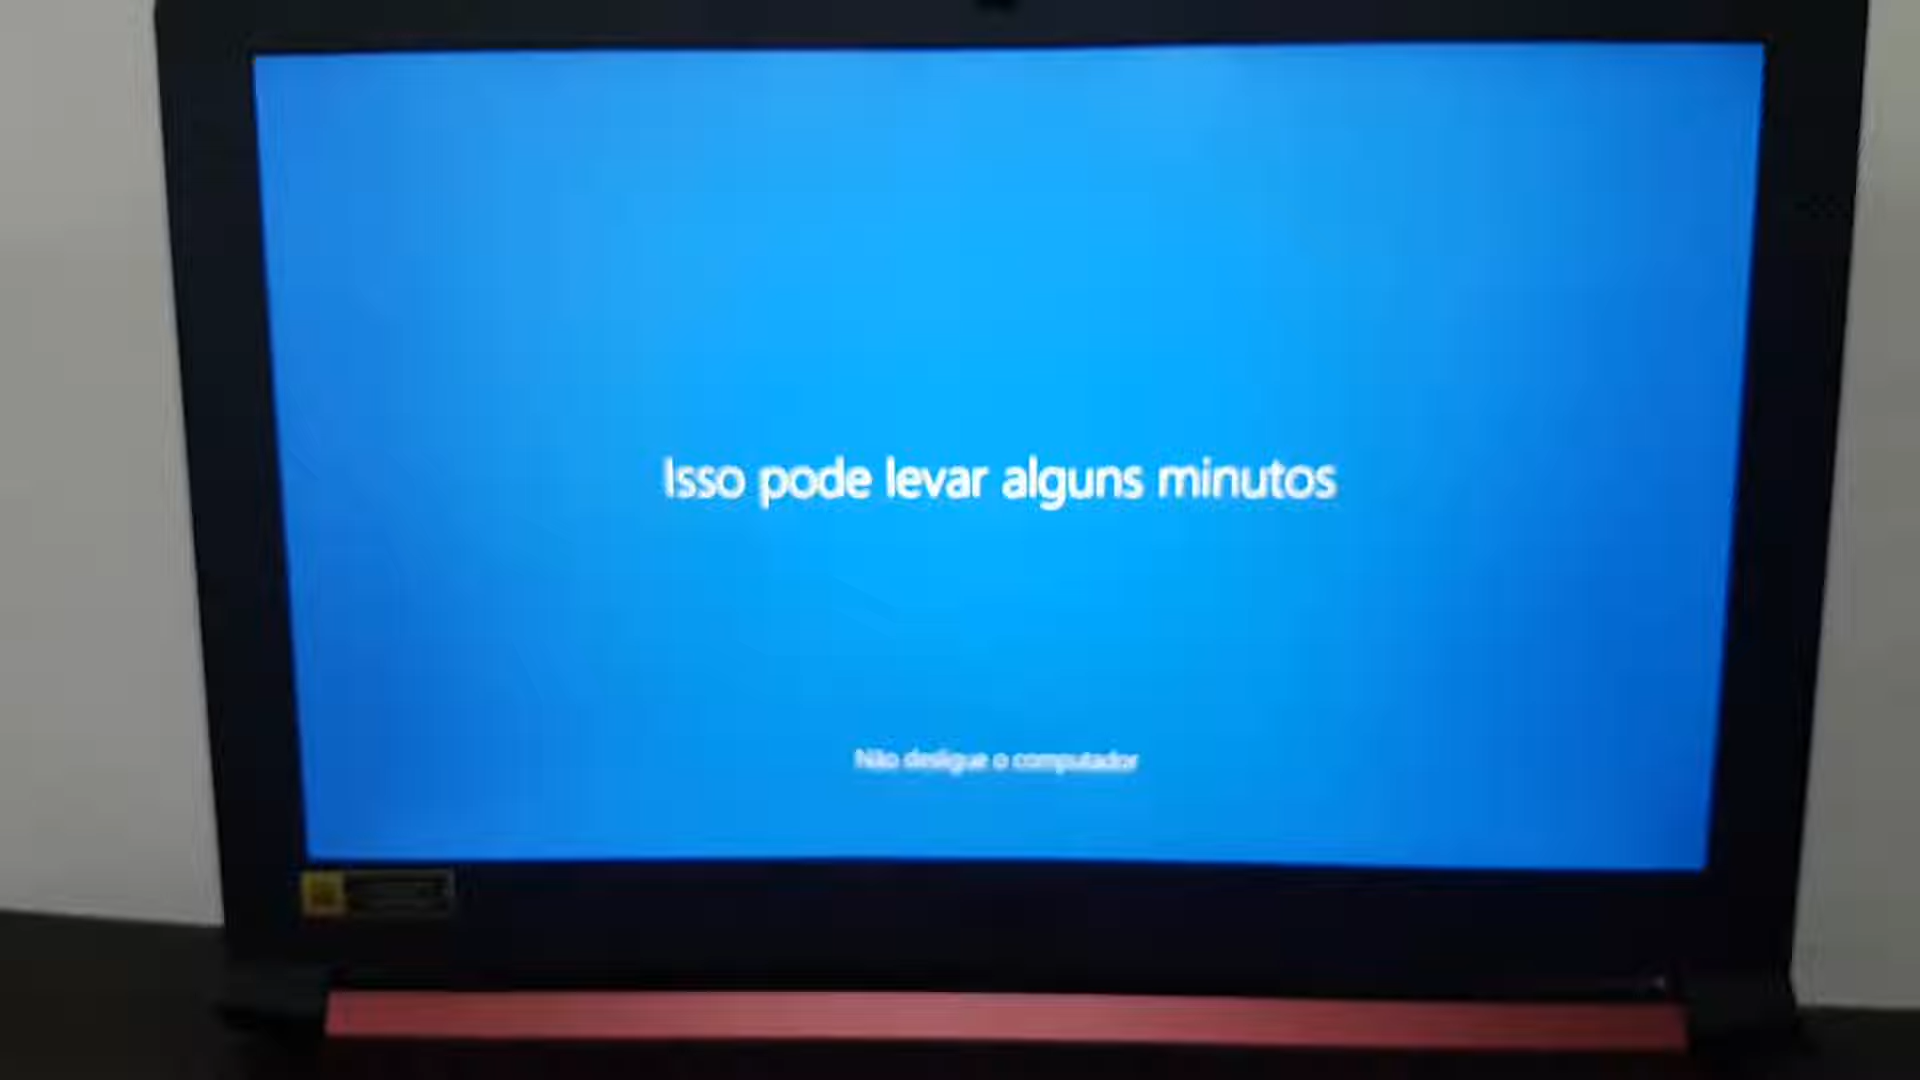 Isso pode levar alguns minutos
Não desligue o computador